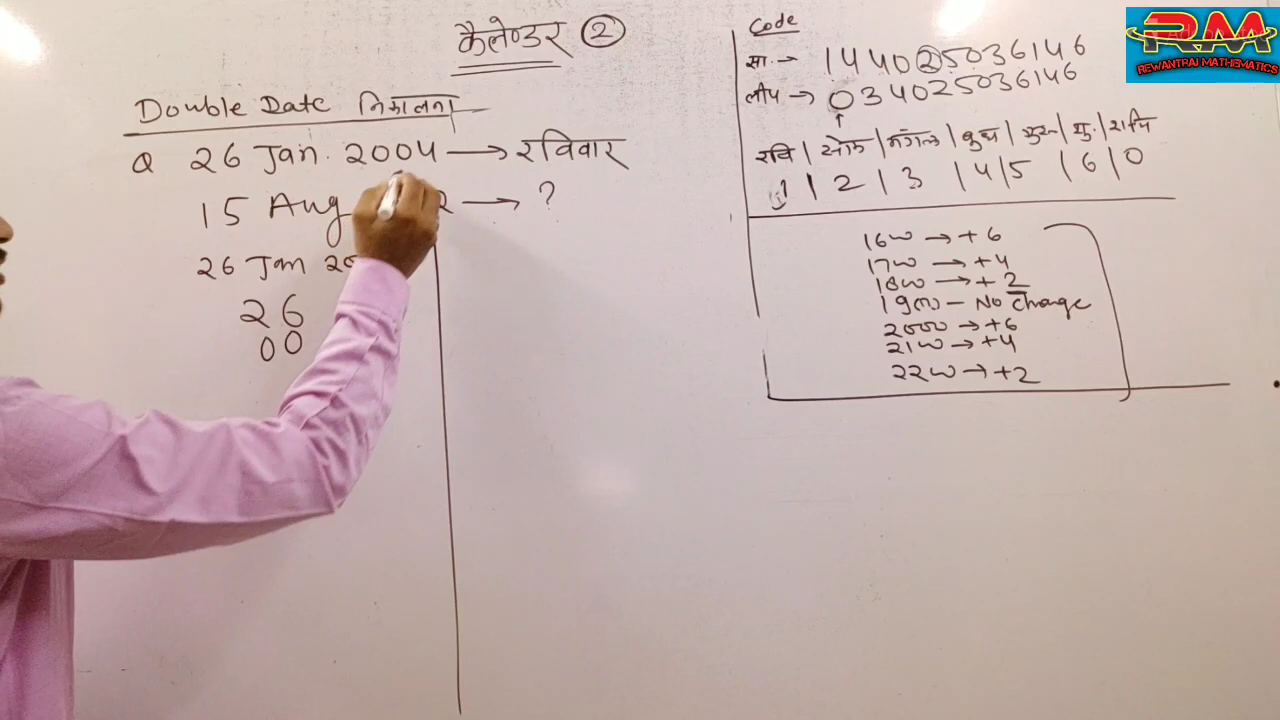 कैलेण्डर 2
Double Date निकालना
Q 26 Jan. 2004 → रविवार
15 Aug 2 → ?
26 Jan 20
26
00
Code
सा. → 144025036146
लीप → 034025036146
रवि | सोम | मंगल | बुध | गुरु | शु. | शनि
1 | 2 | 3 | 4 | 5 | 6 | 0
1600 → +6
1700 → +4
1800 → +2
1900 – No Change
2000 → +6
2100 → +4
2200 → +2
RM
REWANTRAJ MATHEMATICS